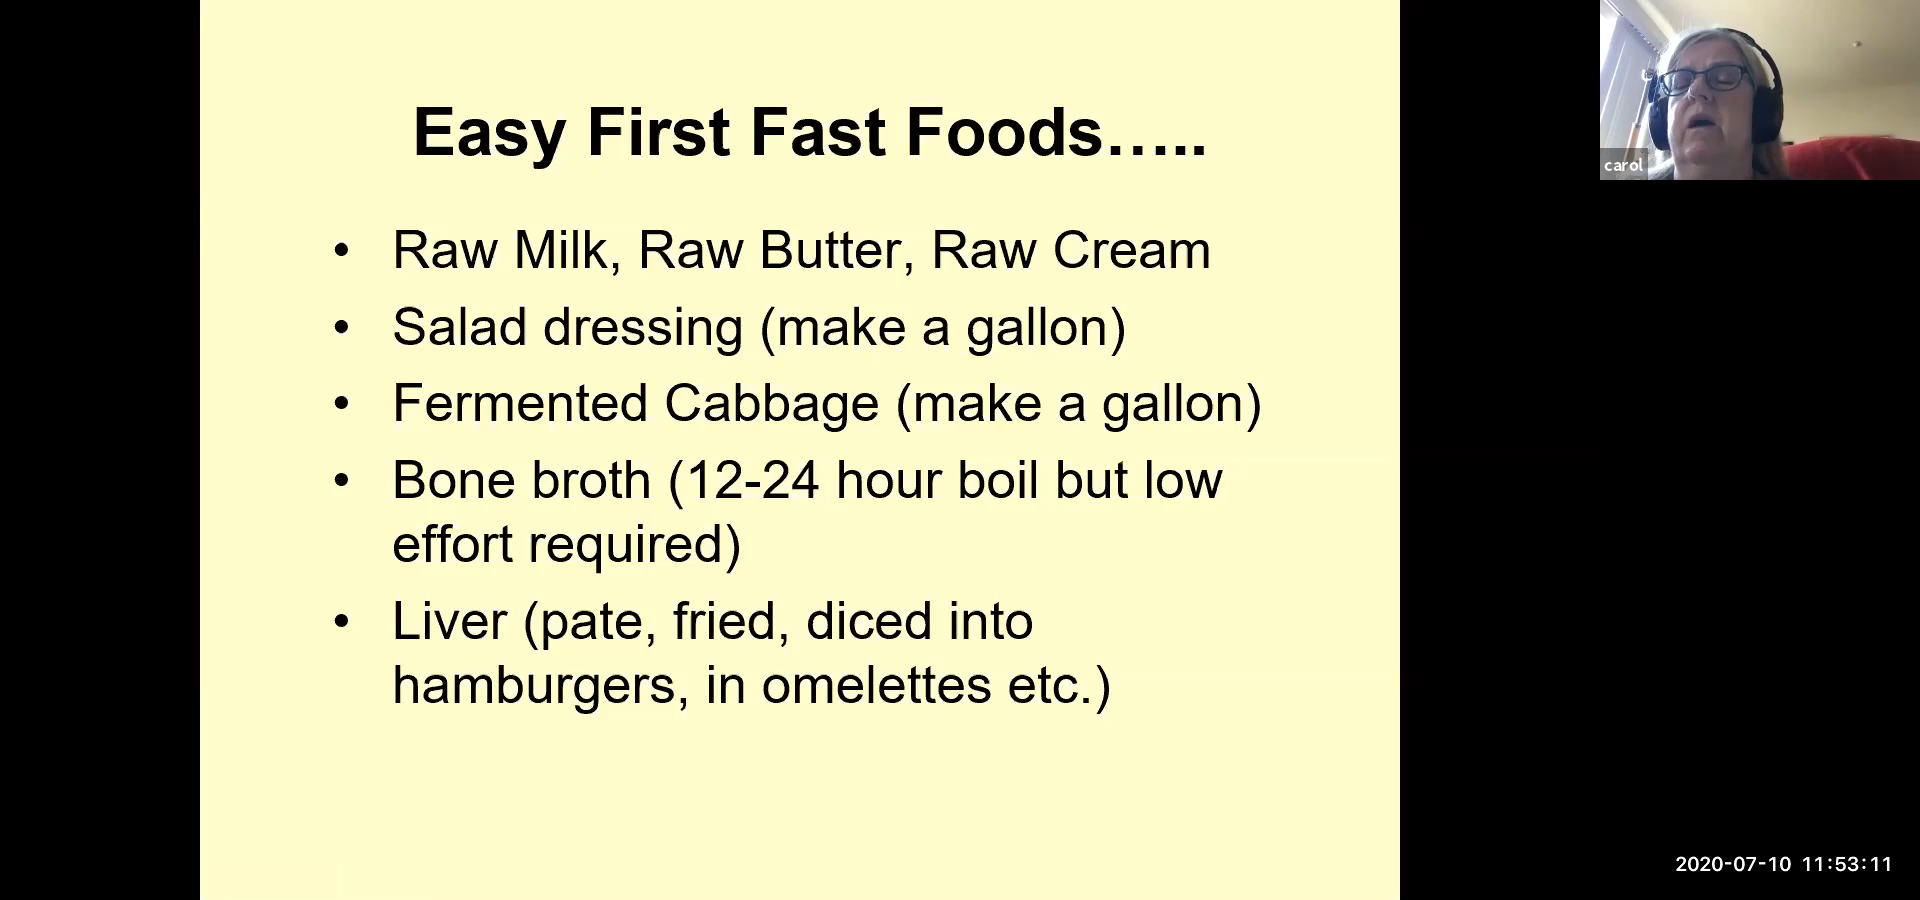 Easy First Fast Foods…..
• Raw Milk, Raw Butter, Raw Cream
• Salad dressing (make a gallon)
• Fermented Cabbage (make a gallon)
• Bone broth (12-24 hour boil but low
effort required)
• Liver (pate, fried, diced into
hamburgers, in omelettes etc.)
carol
2020-07-10 11:53:11